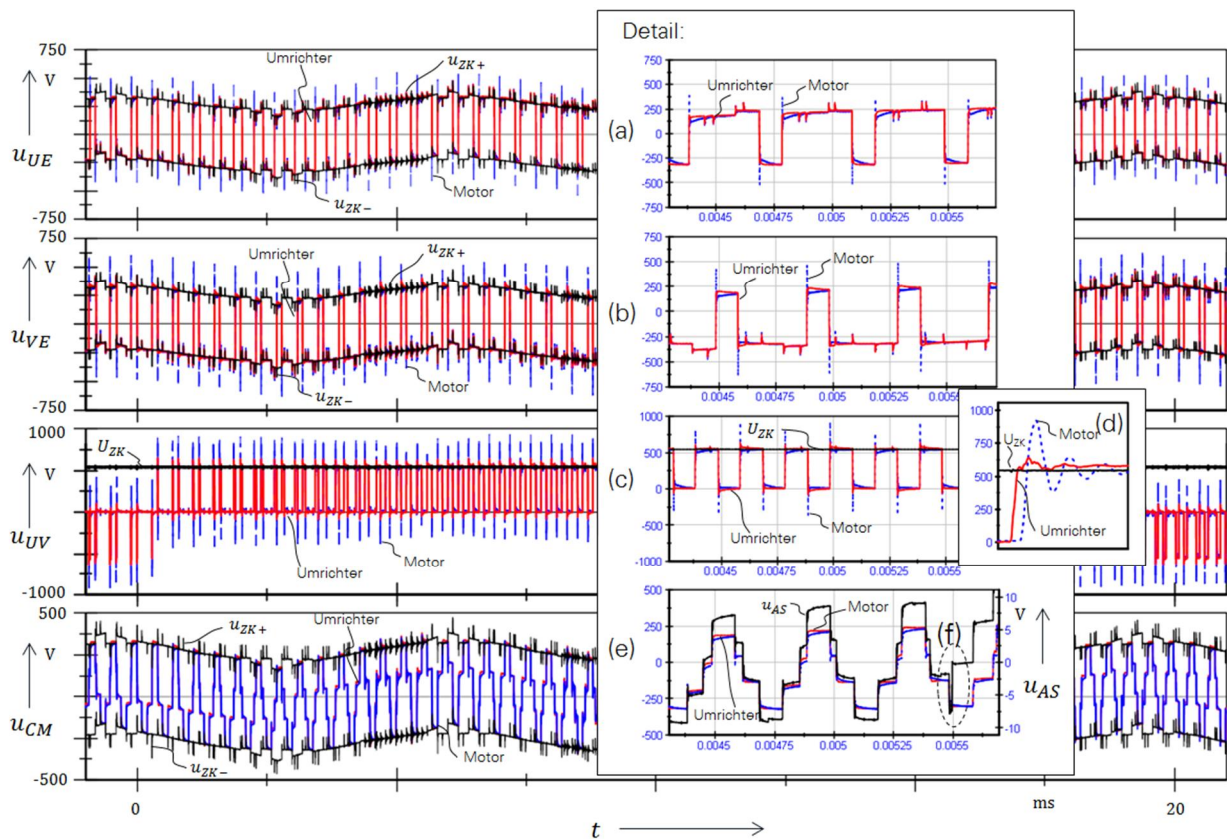 Detail:
750
V
u_UE
-750
Umrichter
u_ZK+
u_ZK−
Motor
(a)
750
500
250
0
250
500
750
Umrichter
Motor
0.0045 0.00475 0.005 0.00525 0.0055
750
V
u_VE
-750
Umrichter
u_ZK+
u_ZK−
Motor
(b)
750
500
250
0
250
500
750
Umrichter
Motor
0.0045 0.00475 0.005 0.00525 0.0055
1000
U_ZK
V
u_UV
-1000
Umrichter
Motor
(c)
1000
500
0
-500
-1000
U_ZK
Umrichter
Motor
0.0045 0.00475 0.005 0.00525 0.0055
(d)
1000
750
500
250
0
U_ZK
Motor
Umrichter
500
V
u_CM
-500
u_ZK+
Umrichter
u_ZK−
Motor
(e)
500
250
0
250
500
u_AS
Motor
Umrichter
(f)
10
5
0
-5
-10
V
u_AS
0.0045 0.00475 0.005 0.00525 0.0055
0 ms 20
t